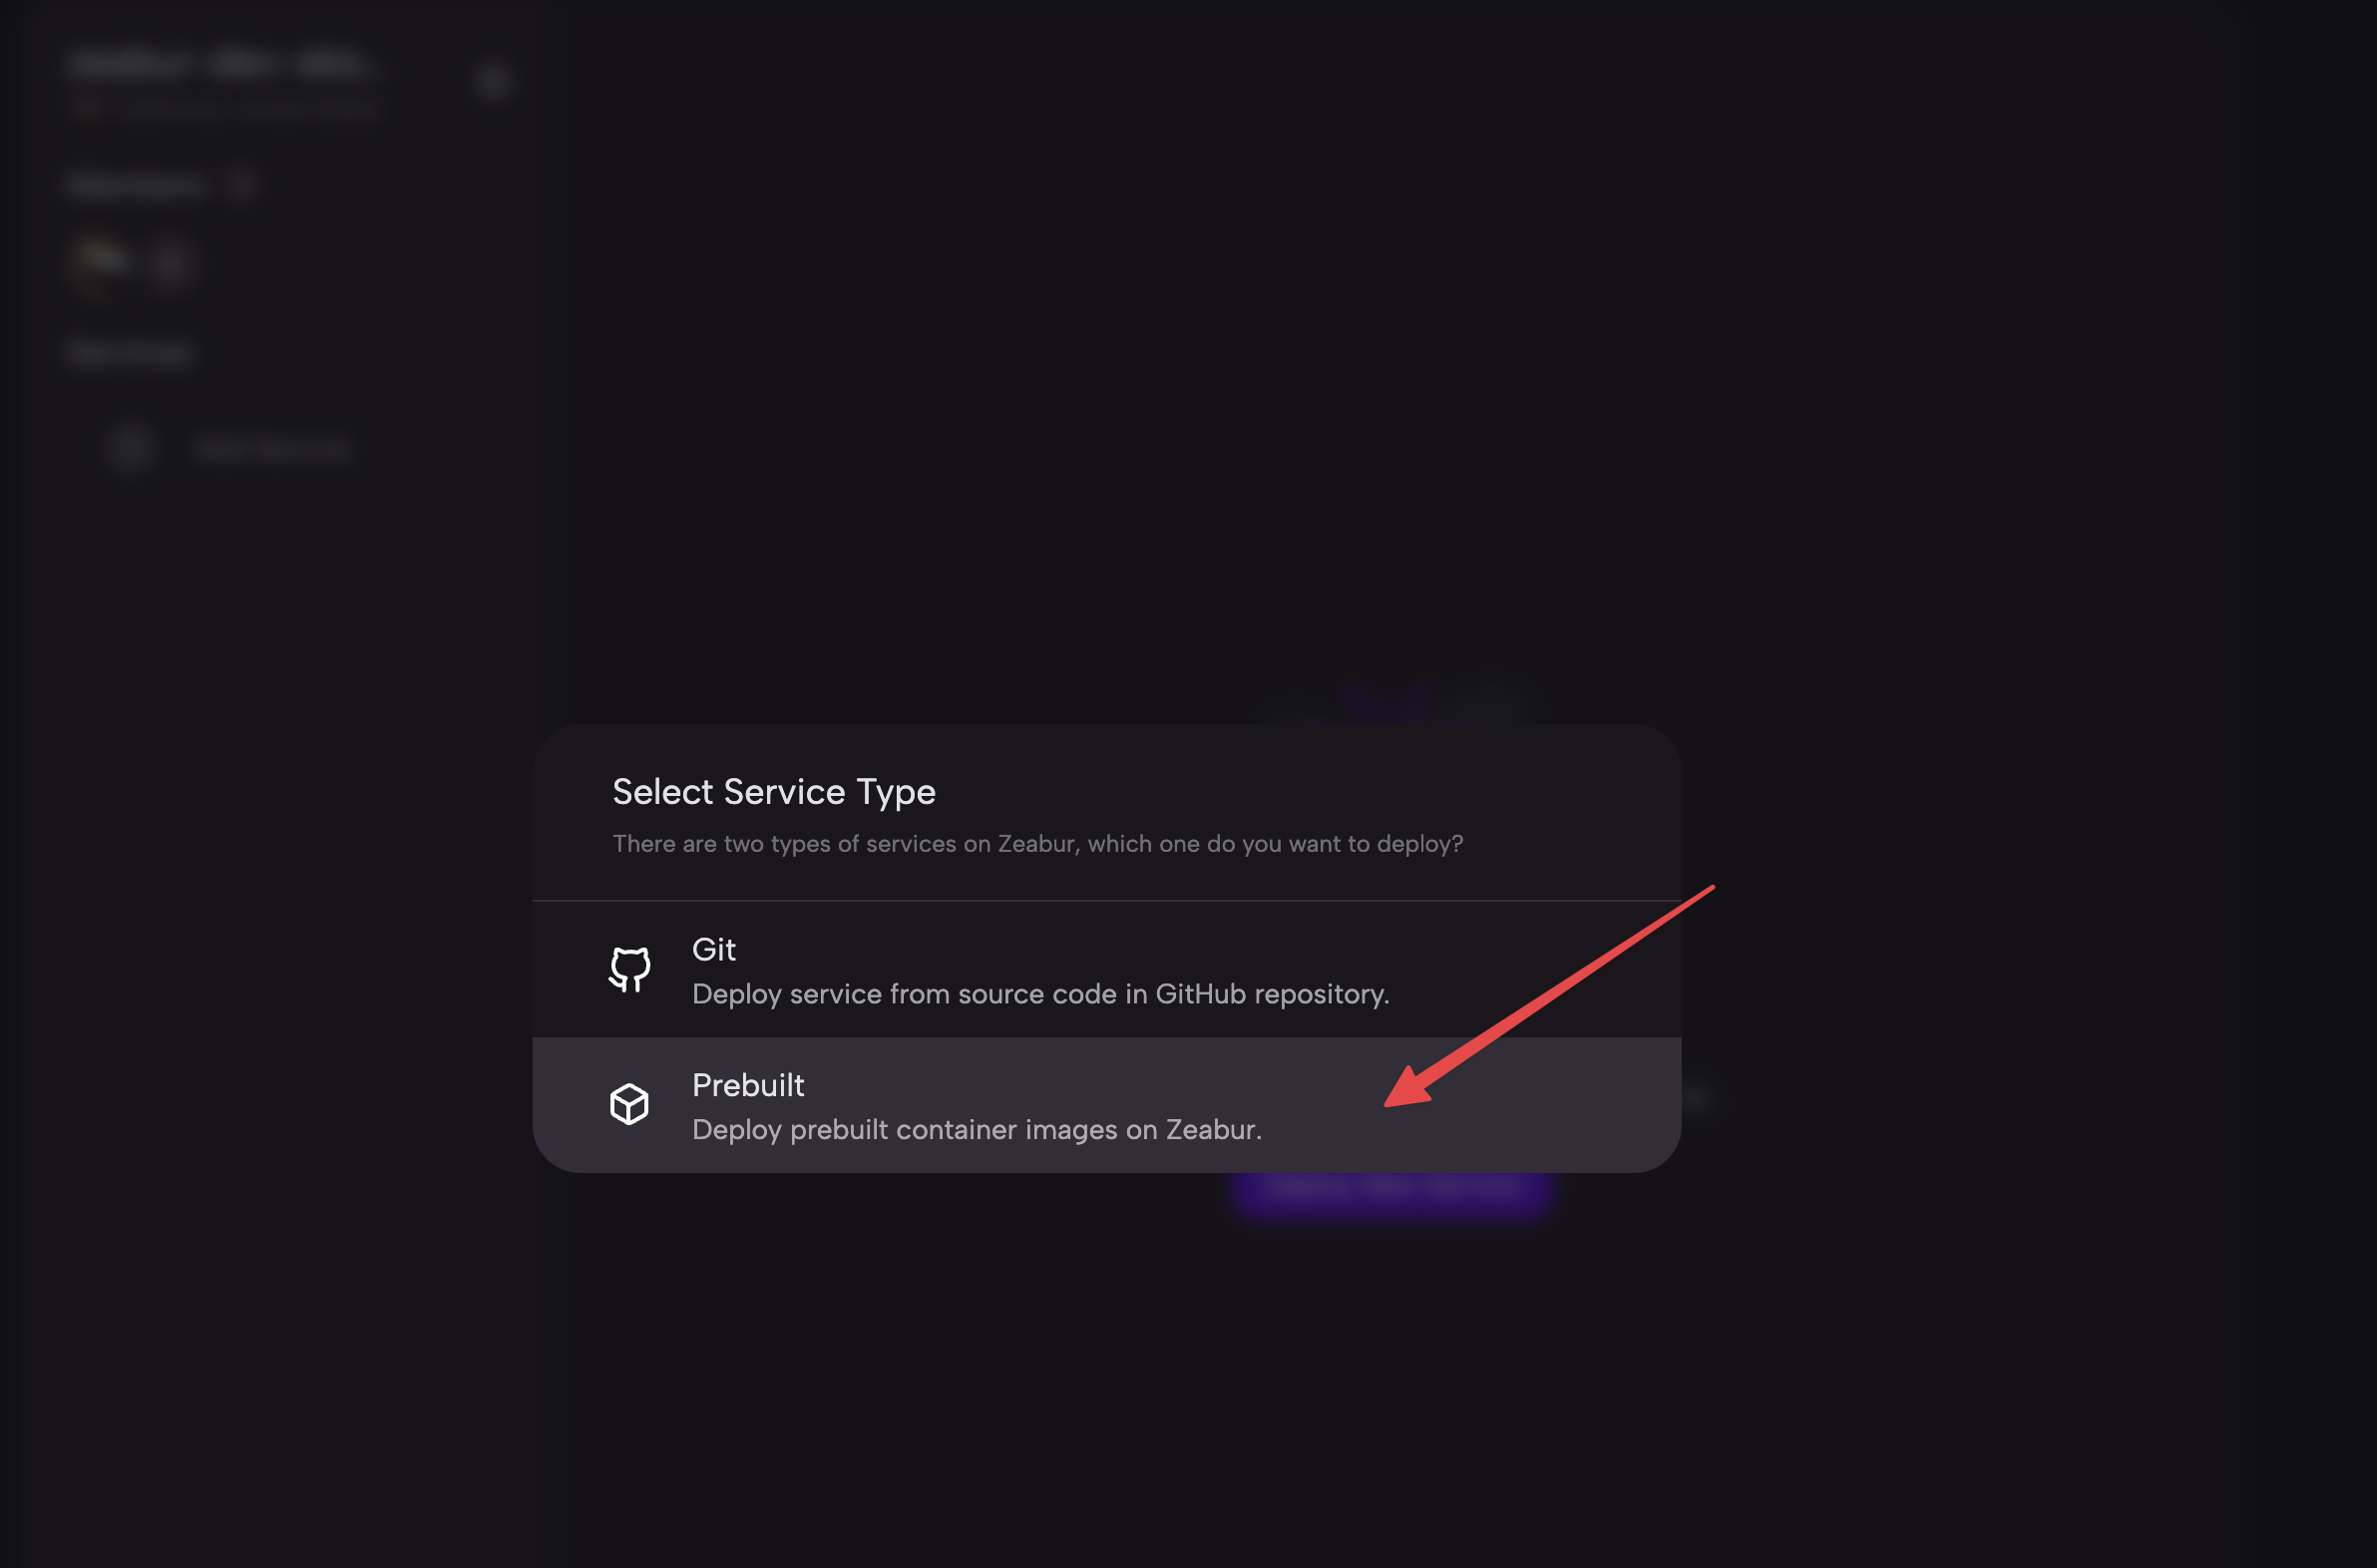 Select Service Type
There are two types of services on Zeabur, which one do you want to deploy?
Git
Deploy service from source code in GitHub repository.
Prebuilt
Deploy prebuilt container images on Zeabur.